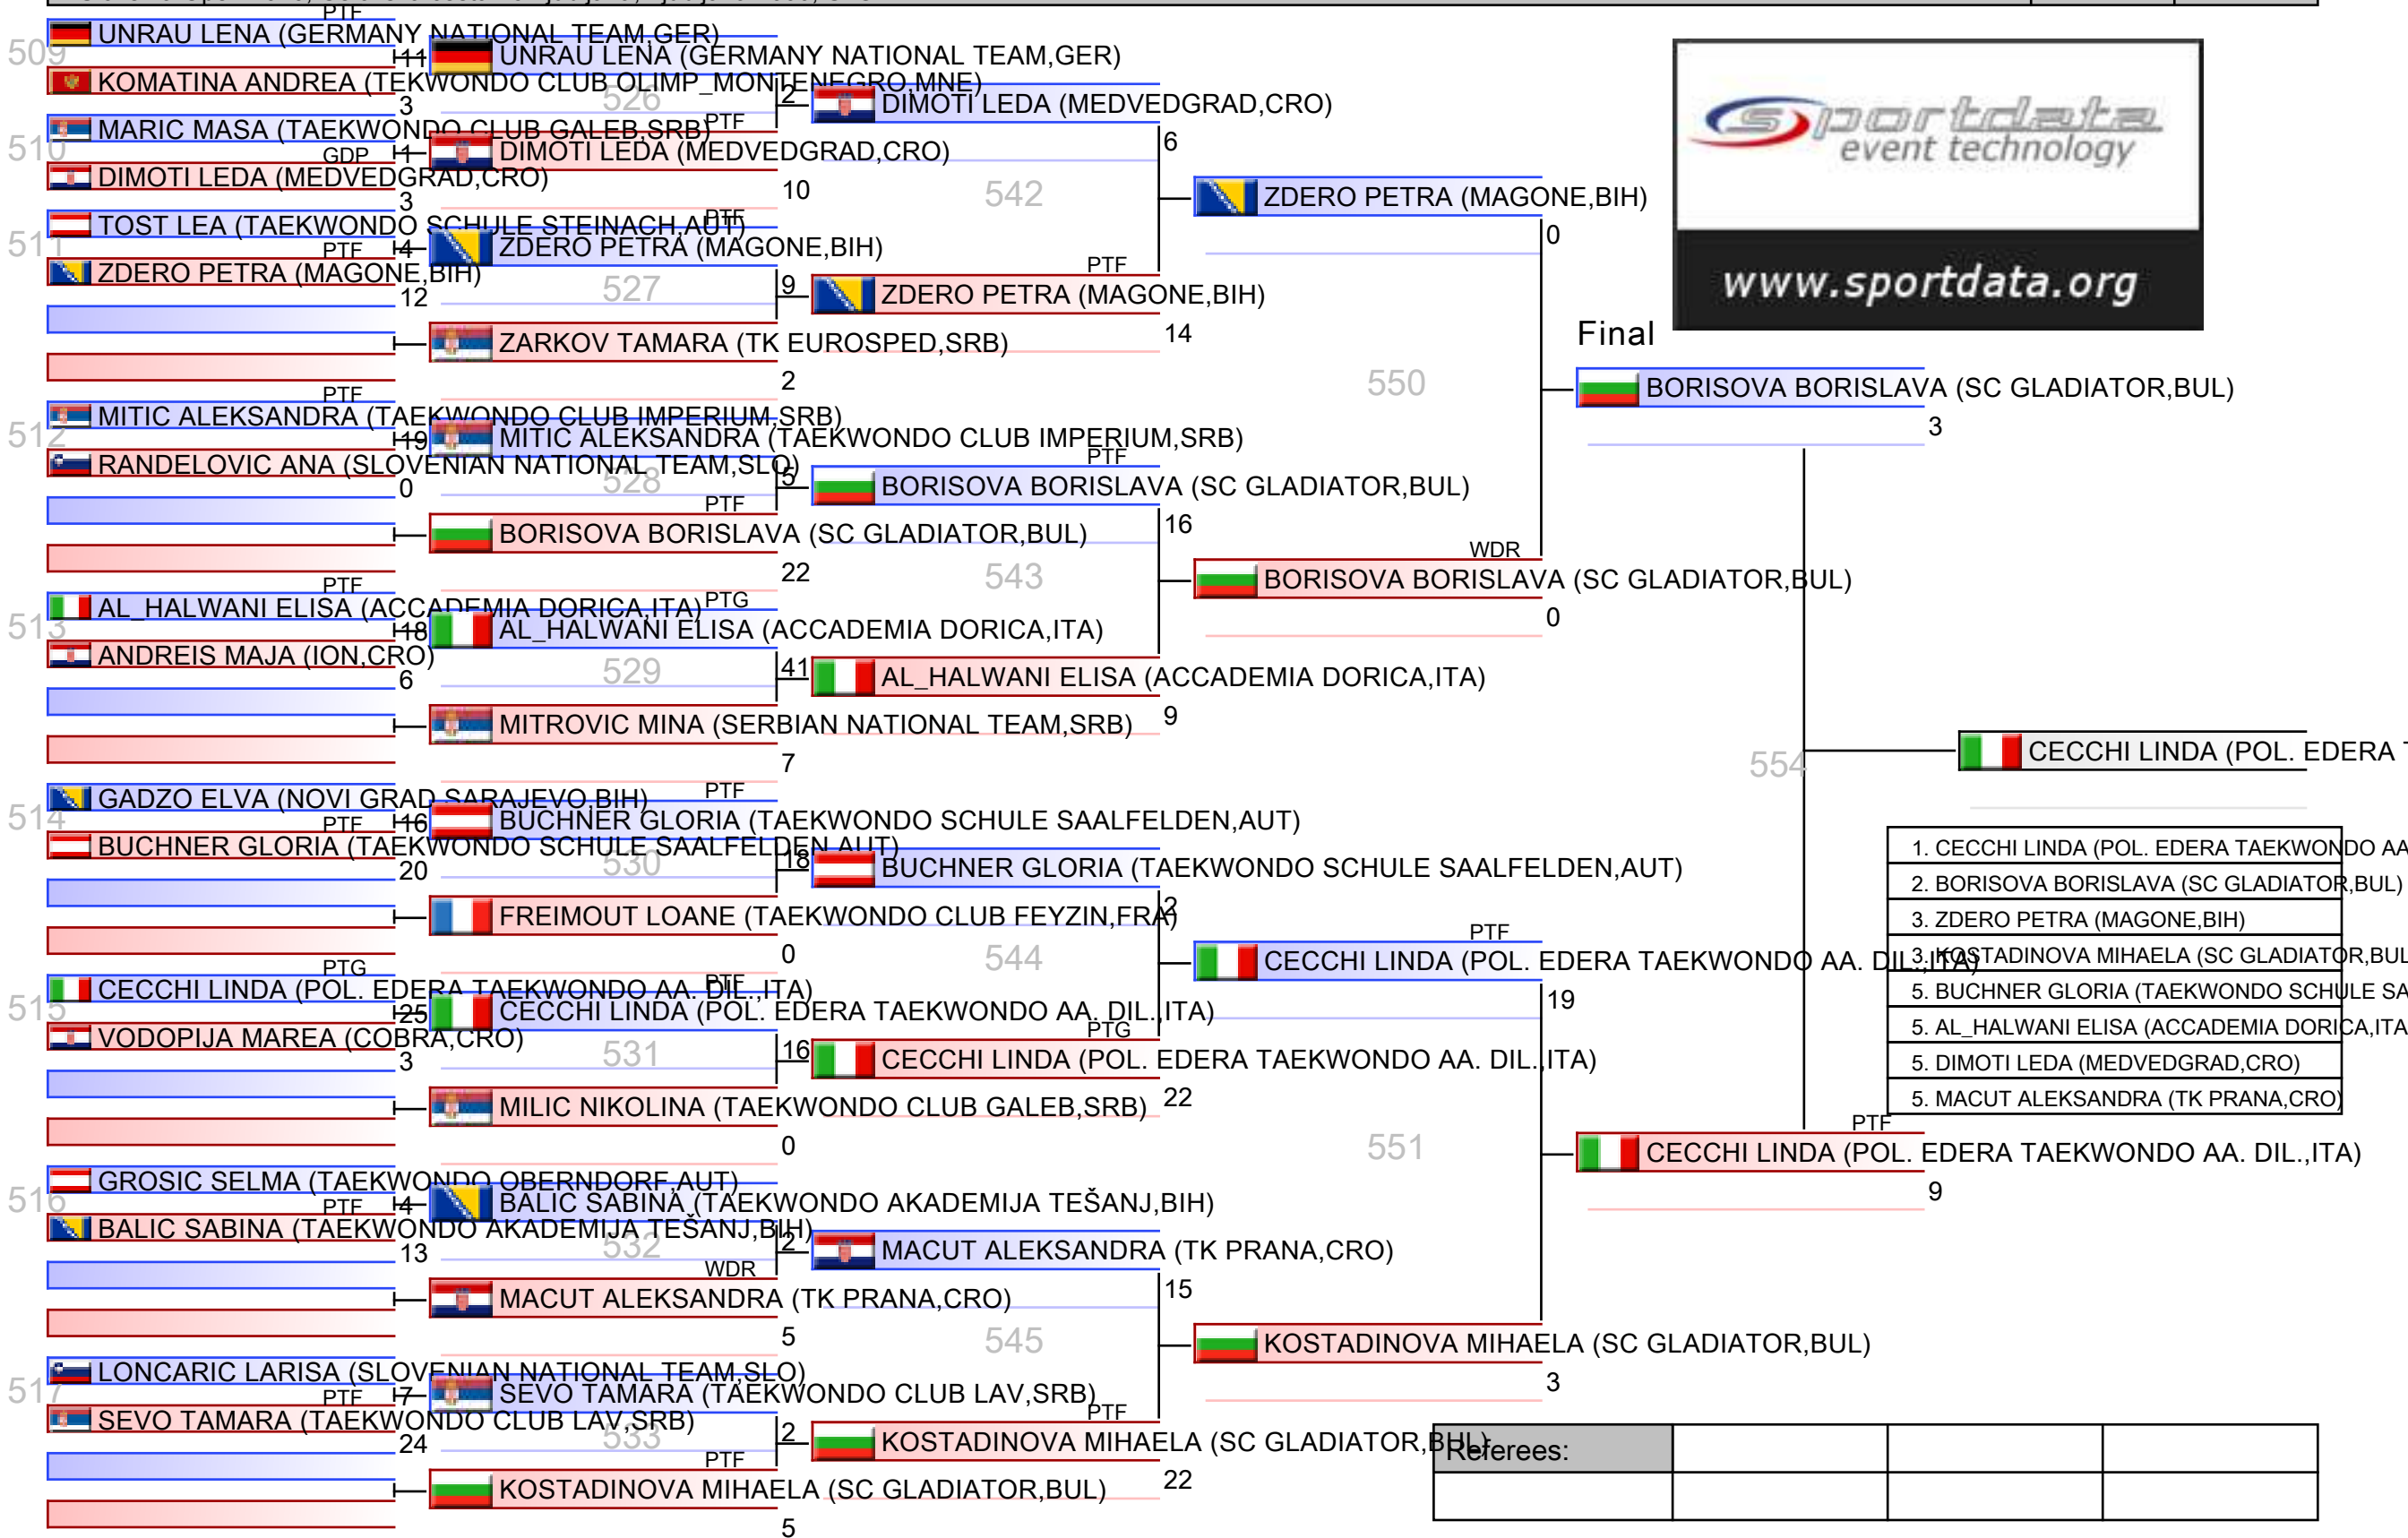 PTF
UNRAU LENA (GERMANY NATIONAL TEAM,GER)
509
11
KOMATINA ANDREA (TEKWONDO CLUB OLIMP_MONTENEGRO,MNE)
3
MARIC MASA (TAEKWONDO CLUB GALEB,SRB)
510
GDP
1
DIMOTI LEDA (MEDVEDGRAD,CRO)
3
TOST LEA (TAEKWONDO SCHULE STEINACH,AUT)
511
PTF
4
ZDERO PETRA (MAGONE,BIH)
12
PTF
MITIC ALEKSANDRA (TAEKWONDO CLUB IMPERIUM,SRB)
512
19
RANDELOVIC ANA (SLOVENIAN NATIONAL TEAM,SLO)
0
PTF
AL_HALWANI ELISA (ACCADEMIA DORICA,ITA)
513
18
ANDREIS MAJA (ION,CRO)
6
GADZO ELVA (NOVI GRAD SARAJEVO,BIH)
514
PTF
16
BUCHNER GLORIA (TAEKWONDO SCHULE SAALFELDEN,AUT)
20
PTG
CECCHI LINDA (POL. EDERA TAEKWONDO AA. DIL.,ITA)
515
25
VODOPIJA MAREA (COBRA,CRO)
3
GROSIC SELMA (TAEKWONDO OBERNDORF,AUT)
516
PTF
4
BALIC SABINA (TAEKWONDO AKADEMIJA TEŠANJ,BIH)
13
LONCARIC LARISA (SLOVENIAN NATIONAL TEAM,SLO)
517
PTF
7
SEVO TAMARA (TAEKWONDO CLUB LAV,SRB)
24
UNRAU LENA (GERMANY NATIONAL TEAM,GER)
526
2
PTF
DIMOTI LEDA (MEDVEDGRAD,CRO)
10
PTF
ZDERO PETRA (MAGONE,BIH)
527
9
ZARKOV TAMARA (TK EUROSPED,SRB)
2
MITIC ALEKSANDRA (TAEKWONDO CLUB IMPERIUM,SRB)
528
5
PTF
BORISOVA BORISLAVA (SC GLADIATOR,BUL)
22
PTG
AL_HALWANI ELISA (ACCADEMIA DORICA,ITA)
529
41
MITROVIC MINA (SERBIAN NATIONAL TEAM,SRB)
7
PTF
BUCHNER GLORIA (TAEKWONDO SCHULE SAALFELDEN,AUT)
530
18
FREIMOUT LOANE (TAEKWONDO CLUB FEYZIN,FRA)
0
PTF
CECCHI LINDA (POL. EDERA TAEKWONDO AA. DIL.,ITA)
531
16
MILIC NIKOLINA (TAEKWONDO CLUB GALEB,SRB)
0
BALIC SABINA (TAEKWONDO AKADEMIJA TEŠANJ,BIH)
532
2
WDR
MACUT ALEKSANDRA (TK PRANA,CRO)
5
SEVO TAMARA (TAEKWONDO CLUB LAV,SRB)
533
2
PTF
KOSTADINOVA MIHAELA (SC GLADIATOR,BUL)
5
DIMOTI LEDA (MEDVEDGRAD,CRO)
6
542
PTF
ZDERO PETRA (MAGONE,BIH)
14
PTF
BORISOVA BORISLAVA (SC GLADIATOR,BUL)
16
543
AL_HALWANI ELISA (ACCADEMIA DORICA,ITA)
9
BUCHNER GLORIA (TAEKWONDO SCHULE SAALFELDEN,AUT)
2
544
PTG
CECCHI LINDA (POL. EDERA TAEKWONDO AA. DIL.,ITA)
22
MACUT ALEKSANDRA (TK PRANA,CRO)
15
545
PTF
KOSTADINOVA MIHAELA (SC GLADIATOR,BUL)
22
ZDERO PETRA (MAGONE,BIH)
0
550
WDR
BORISOVA BORISLAVA (SC GLADIATOR,BUL)
0
PTF
CECCHI LINDA (POL. EDERA TAEKWONDO AA. DIL.,ITA)
19
551
KOSTADINOVA MIHAELA (SC GLADIATOR,BUL)
3
Final
BORISOVA BORISLAVA (SC GLADIATOR,BUL)
3
554
PTF
CECCHI LINDA (POL. EDERA TAEKWONDO AA. DIL.,ITA)
9
CECCHI LINDA (POL. EDERA
sportdata
event technology
www.sportdata.org
1. CECCHI LINDA (POL. EDERA TAEKWONDO AA
2. BORISOVA BORISLAVA (SC GLADIATOR,BUL)
3. ZDERO PETRA (MAGONE,BIH)
3. KOSTADINOVA MIHAELA (SC GLADIATOR,BUL
5. BUCHNER GLORIA (TAEKWONDO SCHULE SA
5. AL_HALWANI ELISA (ACCADEMIA DORICA,ITA
5. DIMOTI LEDA (MEDVEDGRAD,CRO)
5. MACUT ALEKSANDRA (TK PRANA,CRO)
Referees: